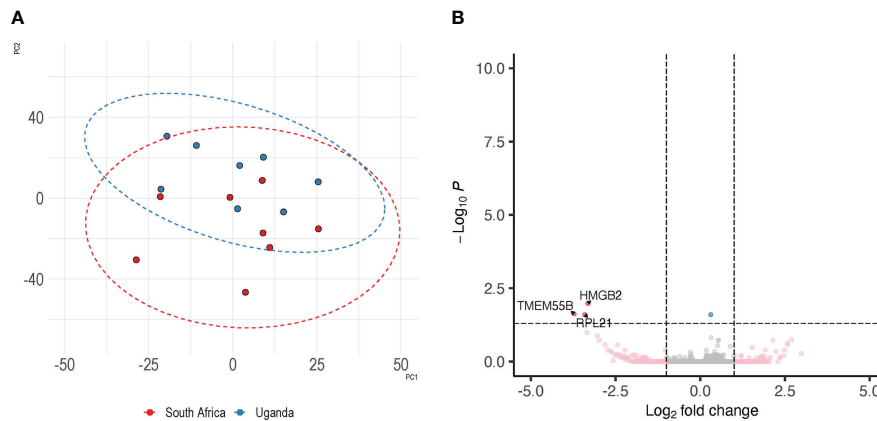 A
B
PC2
40
0
-40
-50
-25
0
25
50
PC1
South Africa
Uganda
10.0
7.5
5.0
2.5
0.0
− Log10 P
HMGB2
TMEM55B
RPL21
-5.0
-2.5
0.0
2.5
5.0
Log2 fold change